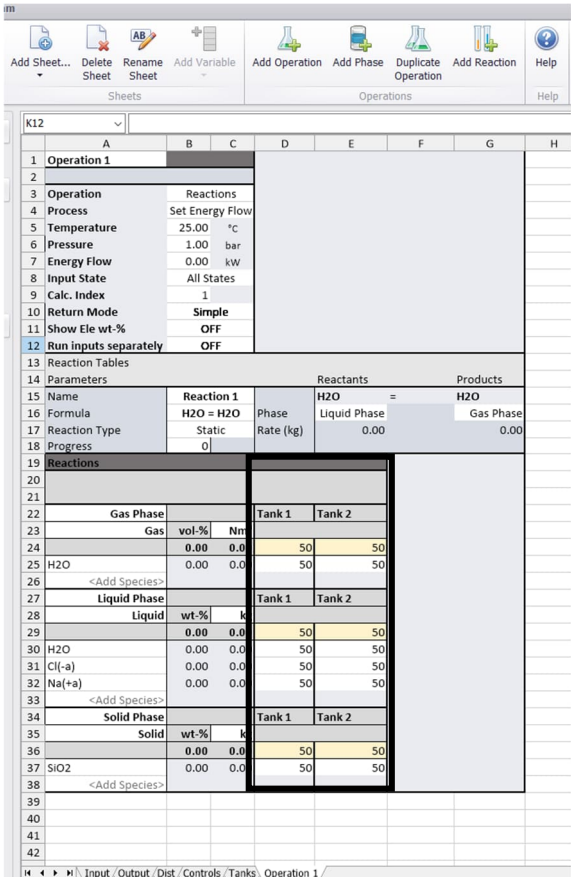 am
Add Sheet... Delete Sheet Rename Sheet Add Variable Add Operation Add Phase Duplicate Operation Add Reaction Help
Sheets Operations Help
K12
A B C D E F G H
1 Operation 1
2
3 Operation Reactions
4 Process Set Energy Flow
5 Temperature 25.00 °C
6 Pressure 1.00 bar
7 Energy Flow 0.00 kW
8 Input State All States
9 Calc. Index 1
10 Return Mode Simple
11 Show Ele wt-% OFF
12 Run inputs separately OFF
13 Reaction Tables
14 Parameters Reactants Products
15 Name Reaction 1 H2O = H2O
16 Formula H2O = H2O Phase Liquid Phase Gas Phase
17 Reaction Type Static Rate (kg) 0.00 0.00
18 Progress 0
19 Reactions
20
21
22 Gas Phase Tank 1 Tank 2
23 Gas vol-% Nm
24 0.00 0.0 50 50
25 H2O 0.00 0.0 50 50
26 <Add Species>
27 Liquid Phase Tank 1 Tank 2
28 Liquid wt-% k
29 0.00 0.0 50 50
30 H2O 0.00 0.0 50 50
31 Cl(-a) 0.00 0.0 50 50
32 Na(+a) 0.00 0.0 50 50
33 <Add Species>
34 Solid Phase Tank 1 Tank 2
35 Solid wt-% k
36 0.00 0.0 50 50
37 SiO2 0.00 0.0 50 50
38 <Add Species>
39
40
41
42
Input Output Dist Controls Tanks Operation 1